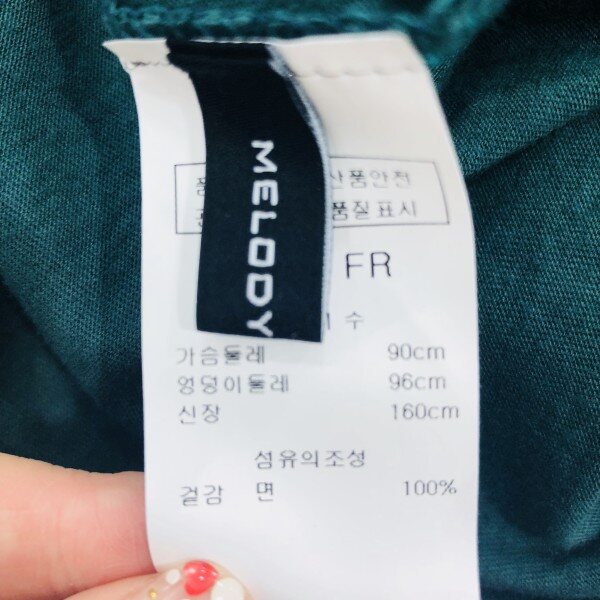 MELODY
산품안전
품질표시
FR
수
가슴둘레 90cm
엉덩이둘레 96cm
신장 160cm
섬유의조성
겉감 면 100%